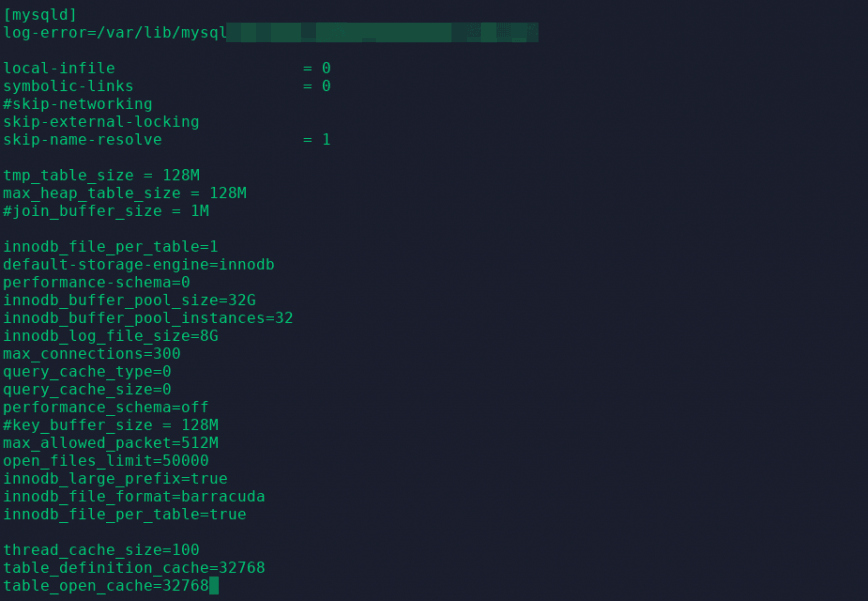 [mysqld]
log-error=/var/lib/mysql
local-infile = 0
symbolic-links = 0
#skip-networking
skip-external-locking
skip-name-resolve = 1
tmp_table_size = 128M
max_heap_table_size = 128M
#join_buffer_size = 1M
innodb_file_per_table=1
default-storage-engine=innodb
performance-schema=0
innodb_buffer_pool_size=32G
innodb_buffer_pool_instances=32
innodb_log_file_size=8G
max_connections=300
query_cache_type=0
query_cache_size=0
performance_schema=off
#key_buffer_size = 128M
max_allowed_packet=512M
open_files_limit=50000
innodb_large_prefix=true
innodb_file_format=barracuda
innodb_file_per_table=true
thread_cache_size=100
table_definition_cache=32768
table_open_cache=32768